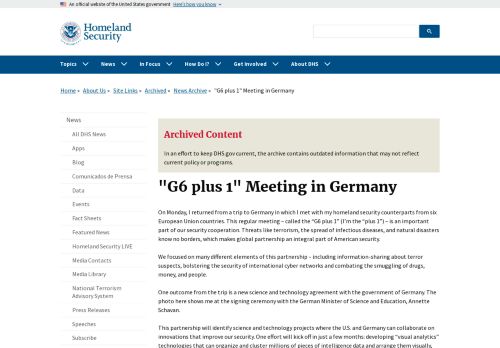 An official website of the United States government Here's how you know
Homeland
Security
Topics News In Focus How Do I? Get Involved About DHS
Home » About Us » Site Links » Archived » News Archive » "G6 plus 1" Meeting in Germany
News
All DHS News
Apps
Blog
Comunicados de Prensa
Data
Events
Fact Sheets
Featured News
Homeland Security LIVE
Media Contacts
Media Library
National Terrorism
Advisory System
Press Releases
Speeches
Subscribe
Archived Content
In an effort to keep DHS.gov current, the archive contains outdated information that may not reflect
current policy or programs.
"G6 plus 1" Meeting in Germany
On Monday, I returned from a trip to Germany in which I met with my homeland security counterparts from six
European Union countries. This regular meeting – called the “G6 plus 1” (I’m the “plus 1”) – is an important
part of our security cooperation. Threats like terrorism, the spread of infectious diseases, and natural disasters
know no borders, which makes global partnership an integral part of American security.
We focused on many different elements of this partnership – including information-sharing about terror
suspects, bolstering the security of international cyber networks and combating the smuggling of drugs,
money, and people.
One outcome from the trip is a new science and technology agreement with the government of Germany. The
photo here shows me at the signing ceremony with the German Minister of Science and Education, Annette
Schavan.
This partnership will identify science and technology projects where the U.S. and Germany can collaborate on
innovations that improve our security. One effort will kick off in just a few months: developing “visual analytics”
technologies that can organize and cluster millions of pieces of intelligence data and arrange them visually,